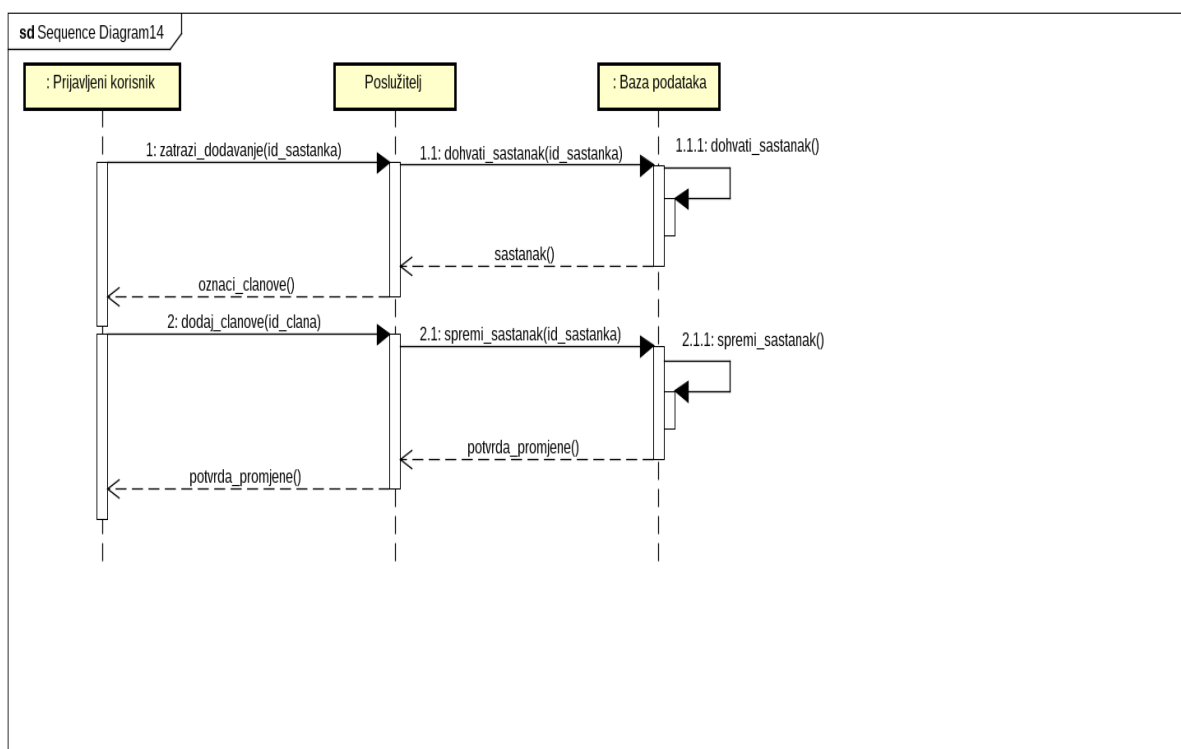 sd Sequence Diagram14
: Prijavljeni korisnik
Poslužitelj
: Baza podataka
1: zatrazi_dodavanje(id_sastanka)
1.1: dohvati_sastanak(id_sastanka)
1.1.1: dohvati_sastanak()
sastanak()
oznaci_clanove()
2: dodaj_clanove(id_clana)
2.1: spremi_sastanak(id_sastanka)
2.1.1: spremi_sastanak()
potvrda_promjene()
potvrda_promjene()